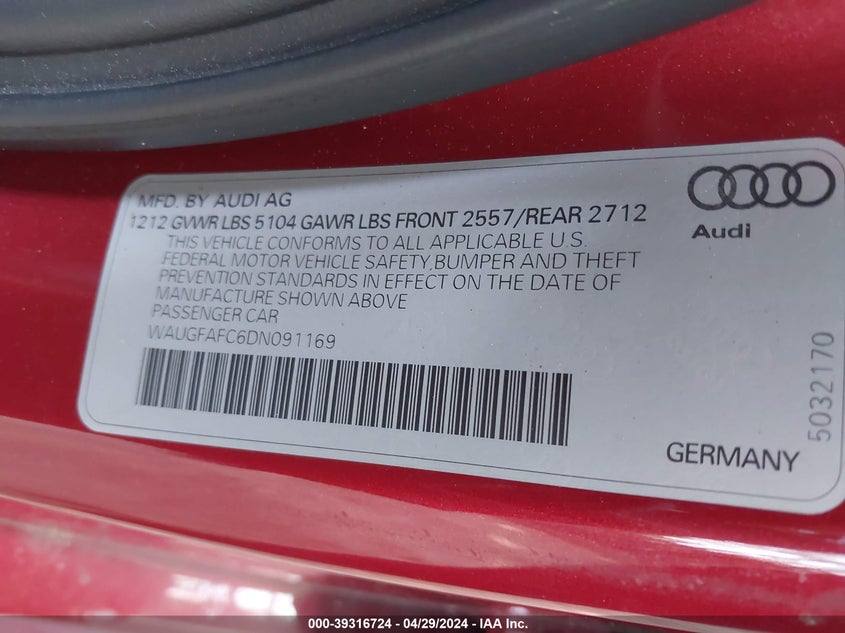 MFD. BY AUDI AG
1212 GVWR LBS 5104 GAWR LBS FRONT 2557/REAR 2712
THIS VEHICLE CONFORMS TO ALL APPLICABLE U.S.
FEDERAL MOTOR VEHICLE SAFETY,BUMPER AND THEFT
PREVENTION STANDARDS IN EFFECT ON THE DATE OF
MANUFACTURE SHOWN ABOVE
PASSENGER CAR
WAUGFAFC6DN091169
Audi
5032170
GERMANY
000-39316724 - 04/29/2024 - IAA Inc.